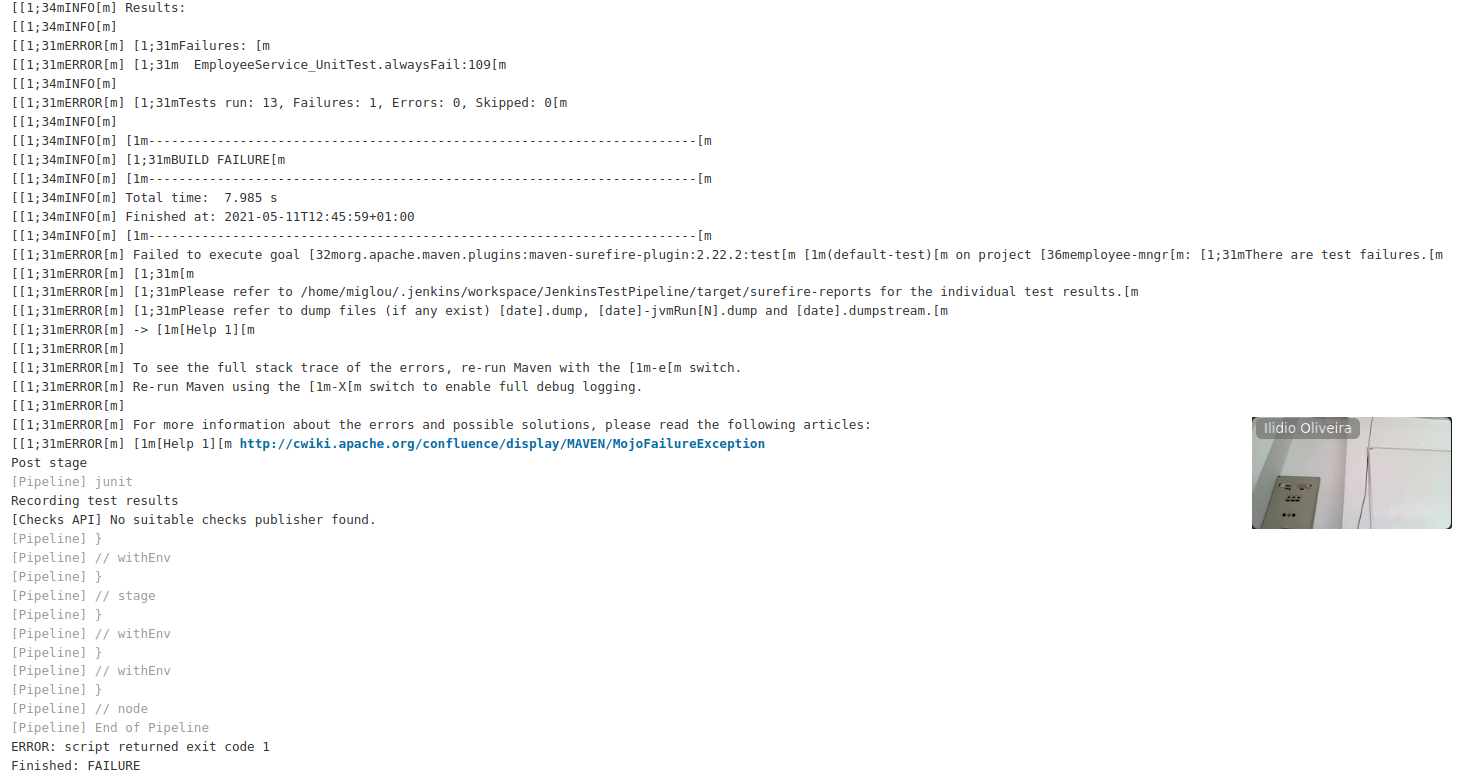 [[1;34mINFO[m] Results:
[[1;34mINFO[m]
[[1;31mERROR[m] [1;31mFailures: [m
[[1;31mERROR[m] [1;31m  EmployeeService_UnitTest.alwaysFail:109[m
[[1;34mINFO[m]
[[1;31mERROR[m] [1;31mTests run: 13, Failures: 1, Errors: 0, Skipped: 0[m
[[1;34mINFO[m]
[[1;34mINFO[m] [1m------------------------------------------------------------------------[m
[[1;34mINFO[m] [1;31mBUILD FAILURE[m
[[1;34mINFO[m] [1m------------------------------------------------------------------------[m
[[1;34mINFO[m] Total time:  7.985 s
[[1;34mINFO[m] Finished at: 2021-05-11T12:45:59+01:00
[[1;34mINFO[m] [1m------------------------------------------------------------------------[m
[[1;31mERROR[m] Failed to execute goal [32morg.apache.maven.plugins:maven-surefire-plugin:2.22.2:test[m [1m(default-test)[m on project [36memployee-mngr[m: [1;31mThere are test failures.[m
[[1;31mERROR[m] [1;31m[m
[[1;31mERROR[m] [1;31mPlease refer to /home/miglou/.jenkins/workspace/JenkinsTestPipeline/target/surefire-reports for the individual test results.[m
[[1;31mERROR[m] [1;31mPlease refer to dump files (if any exist) [date].dump, [date]-jvmRun[N].dump and [date].dumpstream.[m
[[1;31mERROR[m] -> [1m[Help 1][m
[[1;31mERROR[m]
[[1;31mERROR[m] To see the full stack trace of the errors, re-run Maven with the [1m-e[m switch.
[[1;31mERROR[m] Re-run Maven using the [1m-X[m switch to enable full debug logging.
[[1;31mERROR[m]
[[1;31mERROR[m] For more information about the errors and possible solutions, please read the following articles:
[[1;31mERROR[m] [1m[Help 1][m http://cwiki.apache.org/confluence/display/MAVEN/MojoFailureException
Ilidio Oliveira
Post stage
[Pipeline] junit
Recording test results
[Checks API] No suitable checks publisher found.
[Pipeline] }
[Pipeline] // withEnv
[Pipeline] }
[Pipeline] // stage
[Pipeline] }
[Pipeline] // withEnv
[Pipeline] }
[Pipeline] // withEnv
[Pipeline] }
[Pipeline] // node
[Pipeline] End of Pipeline
ERROR: script returned exit code 1
Finished: FAILURE